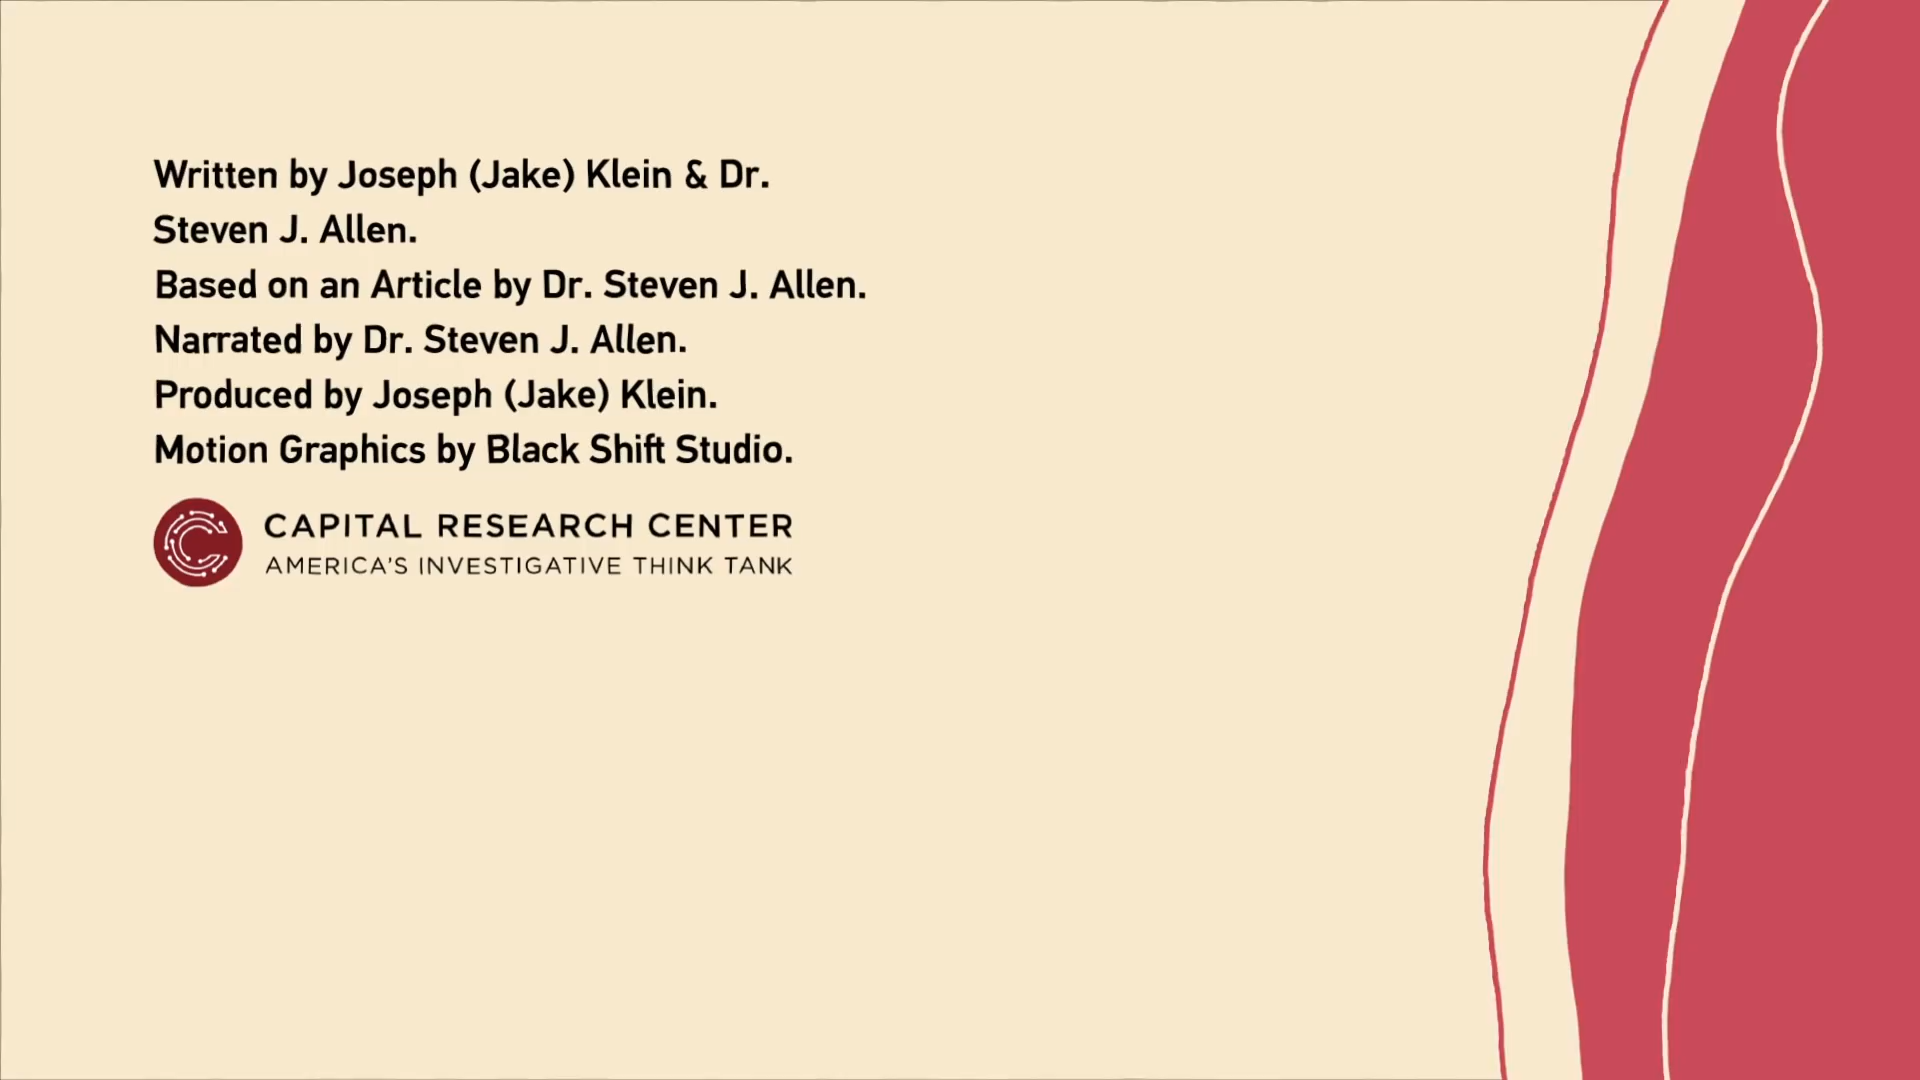 Written by Joseph (Jake) Klein & Dr.
Steven J. Allen.
Based on an Article by Dr. Steven J. Allen.
Narrated by Dr. Steven J. Allen.
Produced by Joseph (Jake) Klein.
Motion Graphics by Black Shift Studio.
CAPITAL RESEARCH CENTER
AMERICA'S INVESTIGATIVE THINK TANK